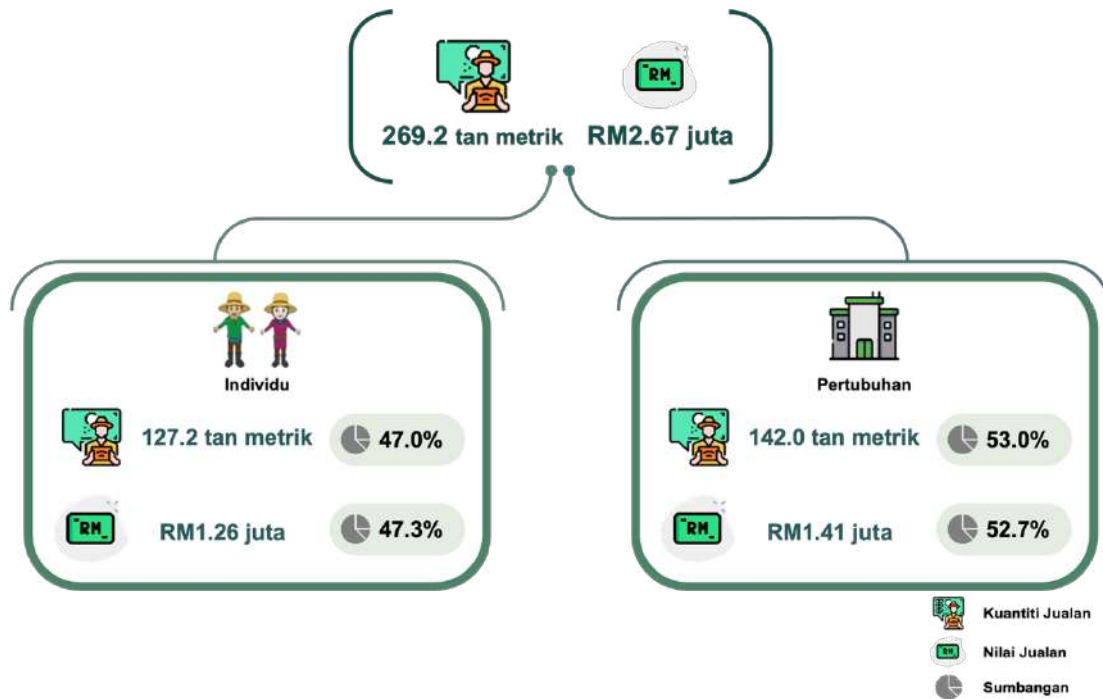 269.2 tan metrik RM2.67 juta
Individu
127.2 tan metrik 47.0%
RM1.26 juta 47.3%
Pertubuhan
142.0 tan metrik 53.0%
RM1.41 juta 52.7%
Kuantiti Jualan
Nilai Jualan
Sumbangan